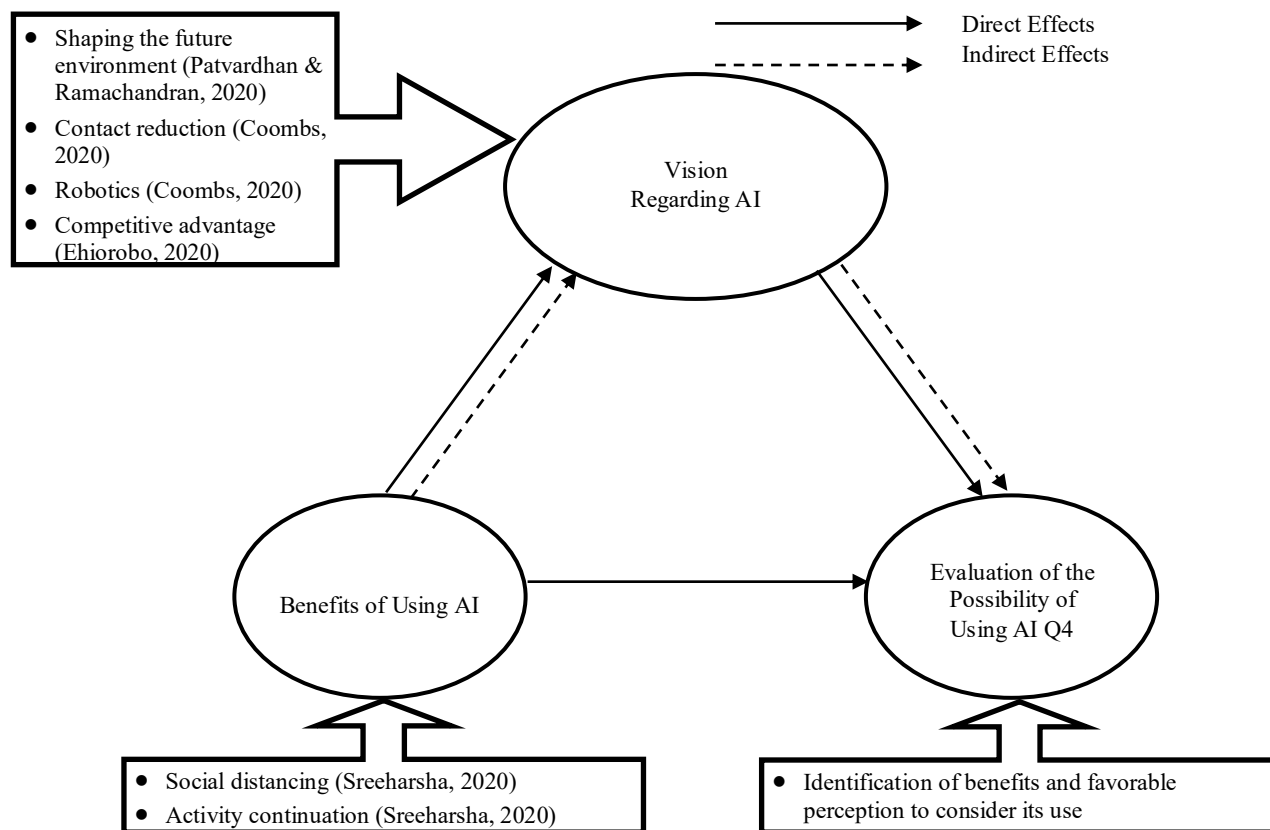 ● Shaping the future
environment (Patvardhan &
Ramachandran, 2020)
● Contact reduction (Coombs,
2020)
● Robotics (Coombs, 2020)
● Competitive advantage
(Ehiorobo, 2020)
Direct Effects
Indirect Effects
Vision
Regarding AI
Benefits of Using AI
Evaluation of the
Possibility of
Using AI Q4
● Social distancing (Sreeharsha, 2020)
● Activity continuation (Sreeharsha, 2020)
● Identification of benefits and favorable
perception to consider its use